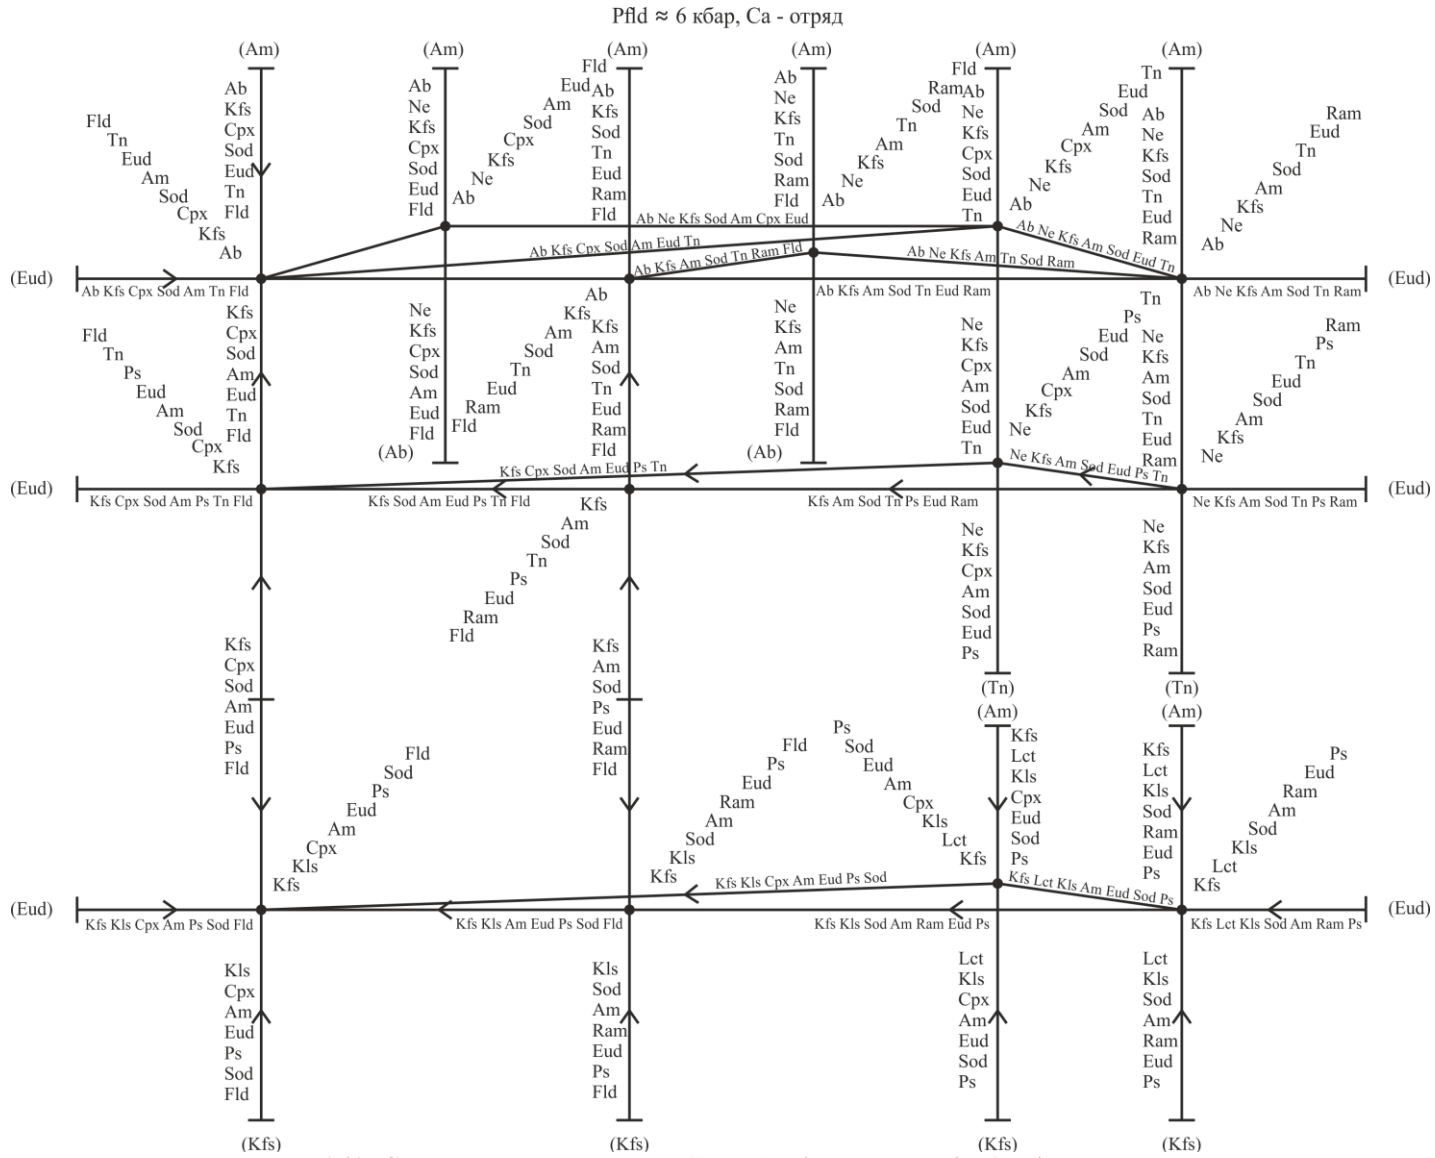 Pfld ≈ 6 кбар, Ca - отряд
(Am)
(Am)
(Am)
(Am)
(Am)
(Am)
Fld
Tn
Eud
Am
Sod
Cpx
Kfs
Ab
Ab
Kfs
Cpx
Sod
Eud
Tn
Fld
Ab
Ne
Kfs
Cpx
Sod
Eud
Fld
Fld
Eud
Am
Sod
Cpx
Kfs
Ne
Ab
Ab
Kfs
Sod
Tn
Eud
Ram
Fld
Ab
Ne
Kfs
Tn
Sod
Ram
Fld
Fld
Ram
Sod
Tn
Am
Kfs
Ne
Ab
Ab
Ne
Kfs
Cpx
Sod
Eud
Tn
Tn
Eud
Sod
Am
Cpx
Kfs
Ne
Ab
Ab
Ne
Kfs
Sod
Tn
Eud
Ram
Ram
Eud
Tn
Sod
Am
Kfs
Ne
Ab
Ab Ne Kfs Sod Am Cpx Eud
Ab Kfs Cpx Sod Am Eud Tn
Ab Kfs Am Sod Tn Ram Fld
Ab Ne Kfs Am Tn Sod Ram
Ab Ne Kfs Am Sod Eud Tn
(Eud)
(Eud)
Ab Kfs Cpx Sod Am Tn Fld
Ab Kfs Am Sod Tn Eud Ram
Ab Ne Kfs Am Sod Tn Ram
Fld
Tn
Ps
Eud
Am
Sod
Cpx
Kfs
Kfs
Cpx
Sod
Am
Eud
Tn
Fld
Ne
Kfs
Cpx
Sod
Am
Eud
Fld
(Ab)
Ab
Kfs
Am
Sod
Tn
Eud
Ram
Fld
Kfs
Am
Sod
Tn
Eud
Ram
Fld
Ne
Kfs
Am
Tn
Sod
Ram
Fld
(Ab)
Ne
Kfs
Cpx
Am
Sod
Eud
Tn
Tn
Ps
Eud
Sod
Am
Cpx
Kfs
Ne
Ne
Kfs
Am
Sod
Tn
Eud
Ram
Ram
Ps
Tn
Eud
Sod
Am
Kfs
Ne
Kfs Cpx Sod Am Eud Ps Tn
Ne Kfs Am Sod Eud Ps Tn
(Eud)
(Eud)
Kfs Cpx Sod Am Ps Tn Fld
Kfs Sod Am Eud Ps Tn Fld
Kfs Am Sod Tn Ps Eud Ram
Ne Kfs Am Sod Tn Ps Ram
Kfs
Am
Sod
Tn
Ps
Eud
Ram
Fld
Ne
Kfs
Cpx
Am
Sod
Eud
Ps
(Tn)
Ne
Kfs
Am
Sod
Eud
Ps
Ram
(Tn)
Kfs
Cpx
Sod
Am
Eud
Ps
Fld
Kfs
Am
Sod
Ps
Eud
Ram
Fld
(Am)
(Am)
Fld
Sod
Ps
Eud
Am
Cpx
Kls
Kfs
Fld
Ps
Eud
Ram
Am
Sod
Kls
Kfs
Ps
Sod
Eud
Am
Cpx
Kls
Lct
Kfs
Kfs
Lct
Kls
Cpx
Eud
Sod
Ps
Kfs
Lct
Kls
Sod
Ram
Eud
Ps
Ps
Eud
Ram
Am
Sod
Kls
Lct
Kfs
Kfs Kls Cpx Am Eud Ps Sod
Kfs Lct Kls Am Eud Sod Ps
(Eud)
(Eud)
Kfs Kls Cpx Am Ps Sod Fld
Kfs Kls Am Eud Ps Sod Fld
Kfs Kls Sod Am Ram Eud Ps
Kfs Lct Kls Sod Am Ram Ps
Kls
Cpx
Am
Eud
Ps
Sod
Fld
Kls
Sod
Am
Ram
Eud
Ps
Fld
Lct
Kls
Cpx
Am
Eud
Sod
Ps
Lct
Kls
Sod
Am
Ram
Eud
Ps
(Kfs)
(Kfs)
(Kfs)
(Kfs)